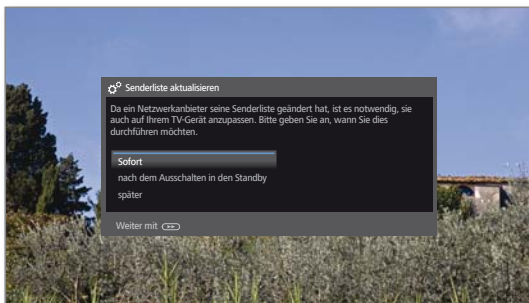 Senderliste aktualisieren
Da ein Netzwerkanbieter seine Senderliste geändert hat, ist es notwendig, sie
auch auf Ihrem TV-Gerät anzupassen. Bitte geben Sie an, wann Sie dies
durchführen möchten.
Sofort
nach dem Ausschalten in den Standby
später
Weiter mit